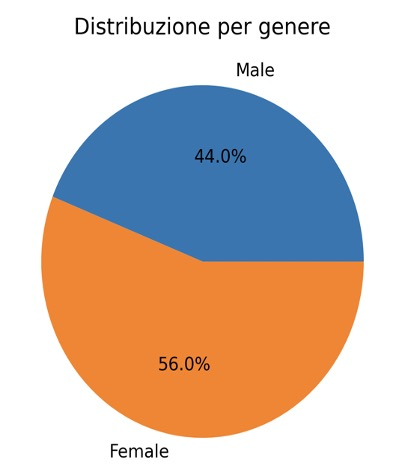 Distribuzione per genere
Male
44.0%
56.0%
Female